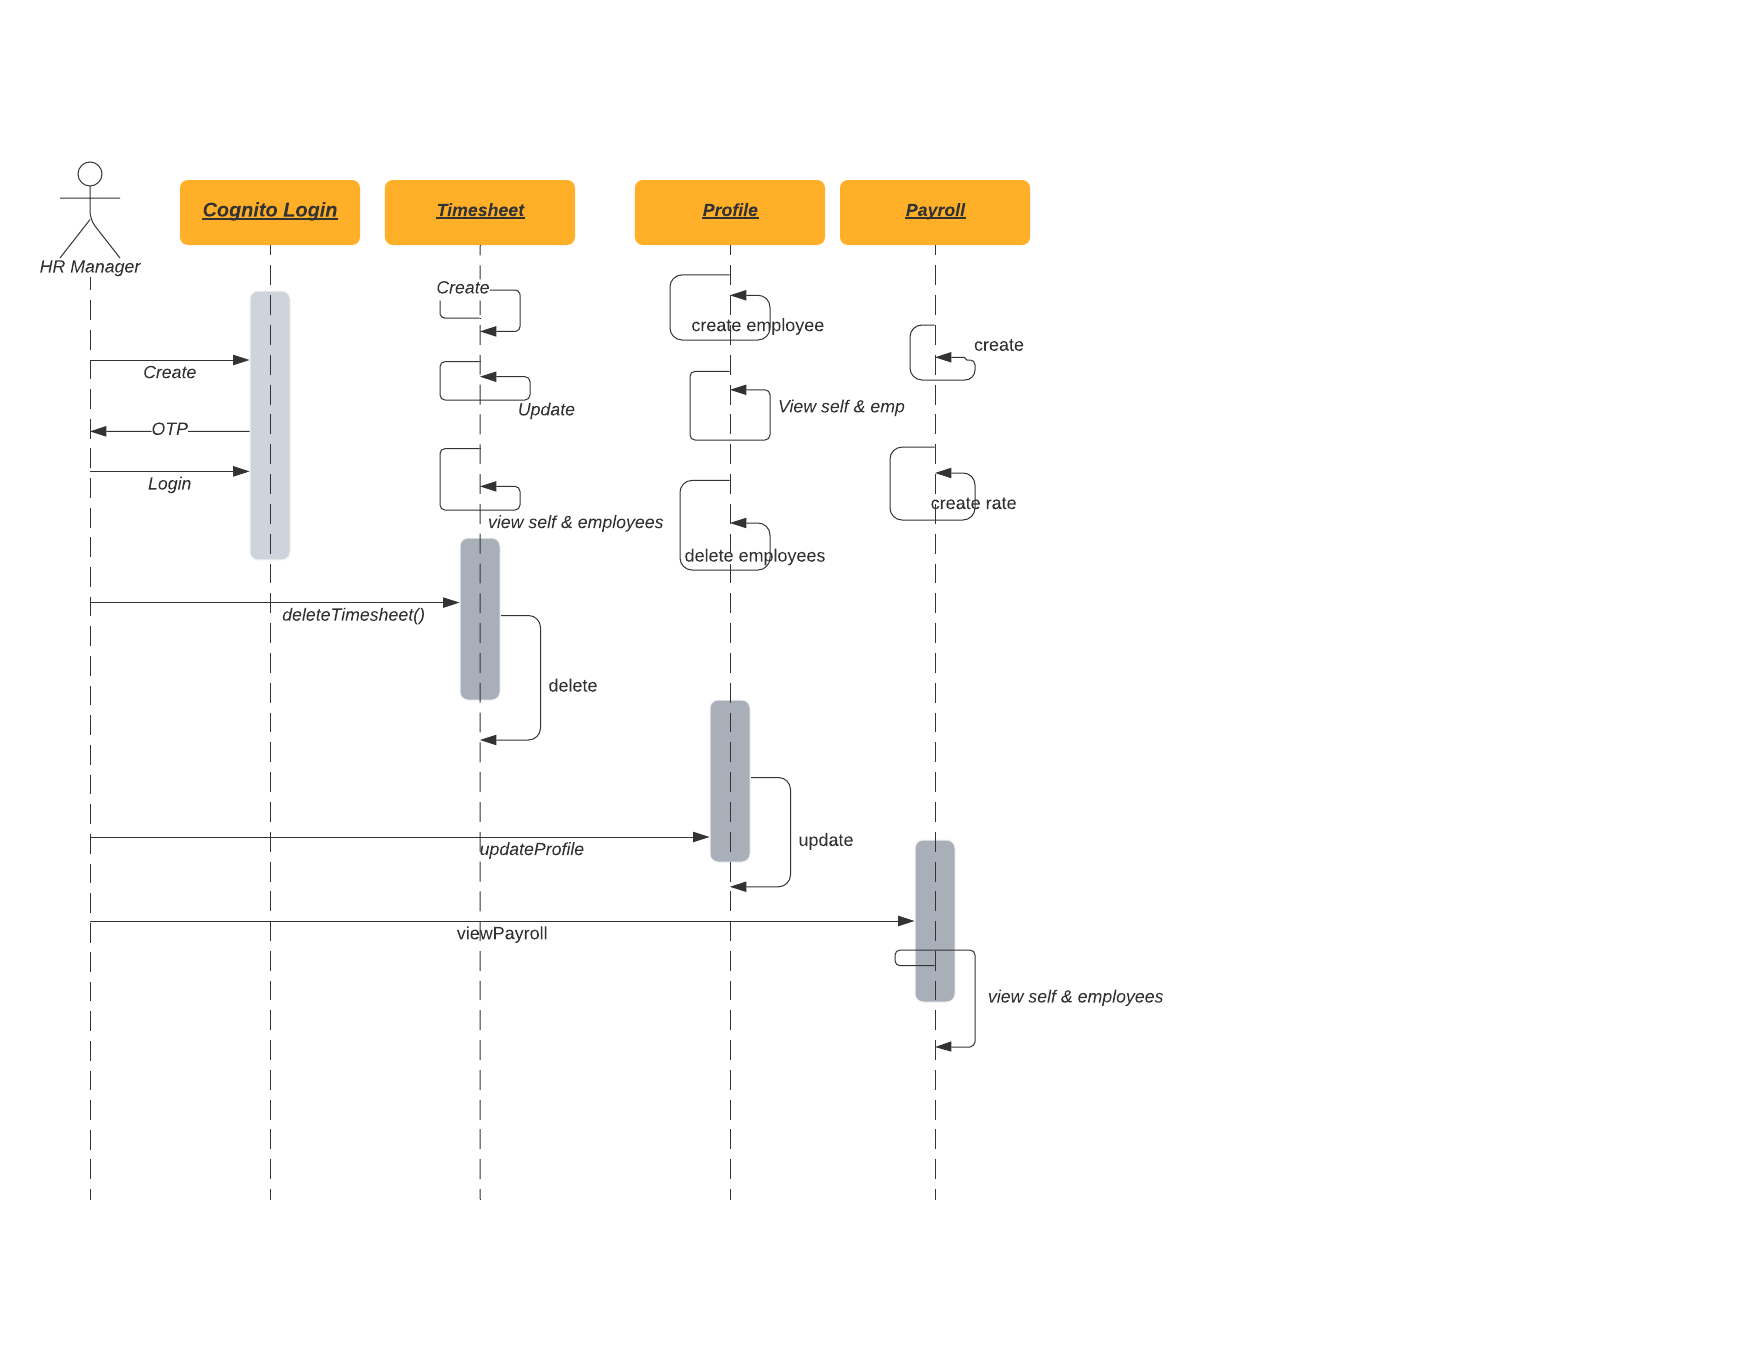 Cognito Login
Timesheet
Profile
Payroll
HR Manager
Create
create employee
create
Create
View self & emp
Update
OTP
Login
create rate
view self & employees
delete employees
deleteTimesheet()
delete
update
updateProfile
viewPayroll
view self & employees